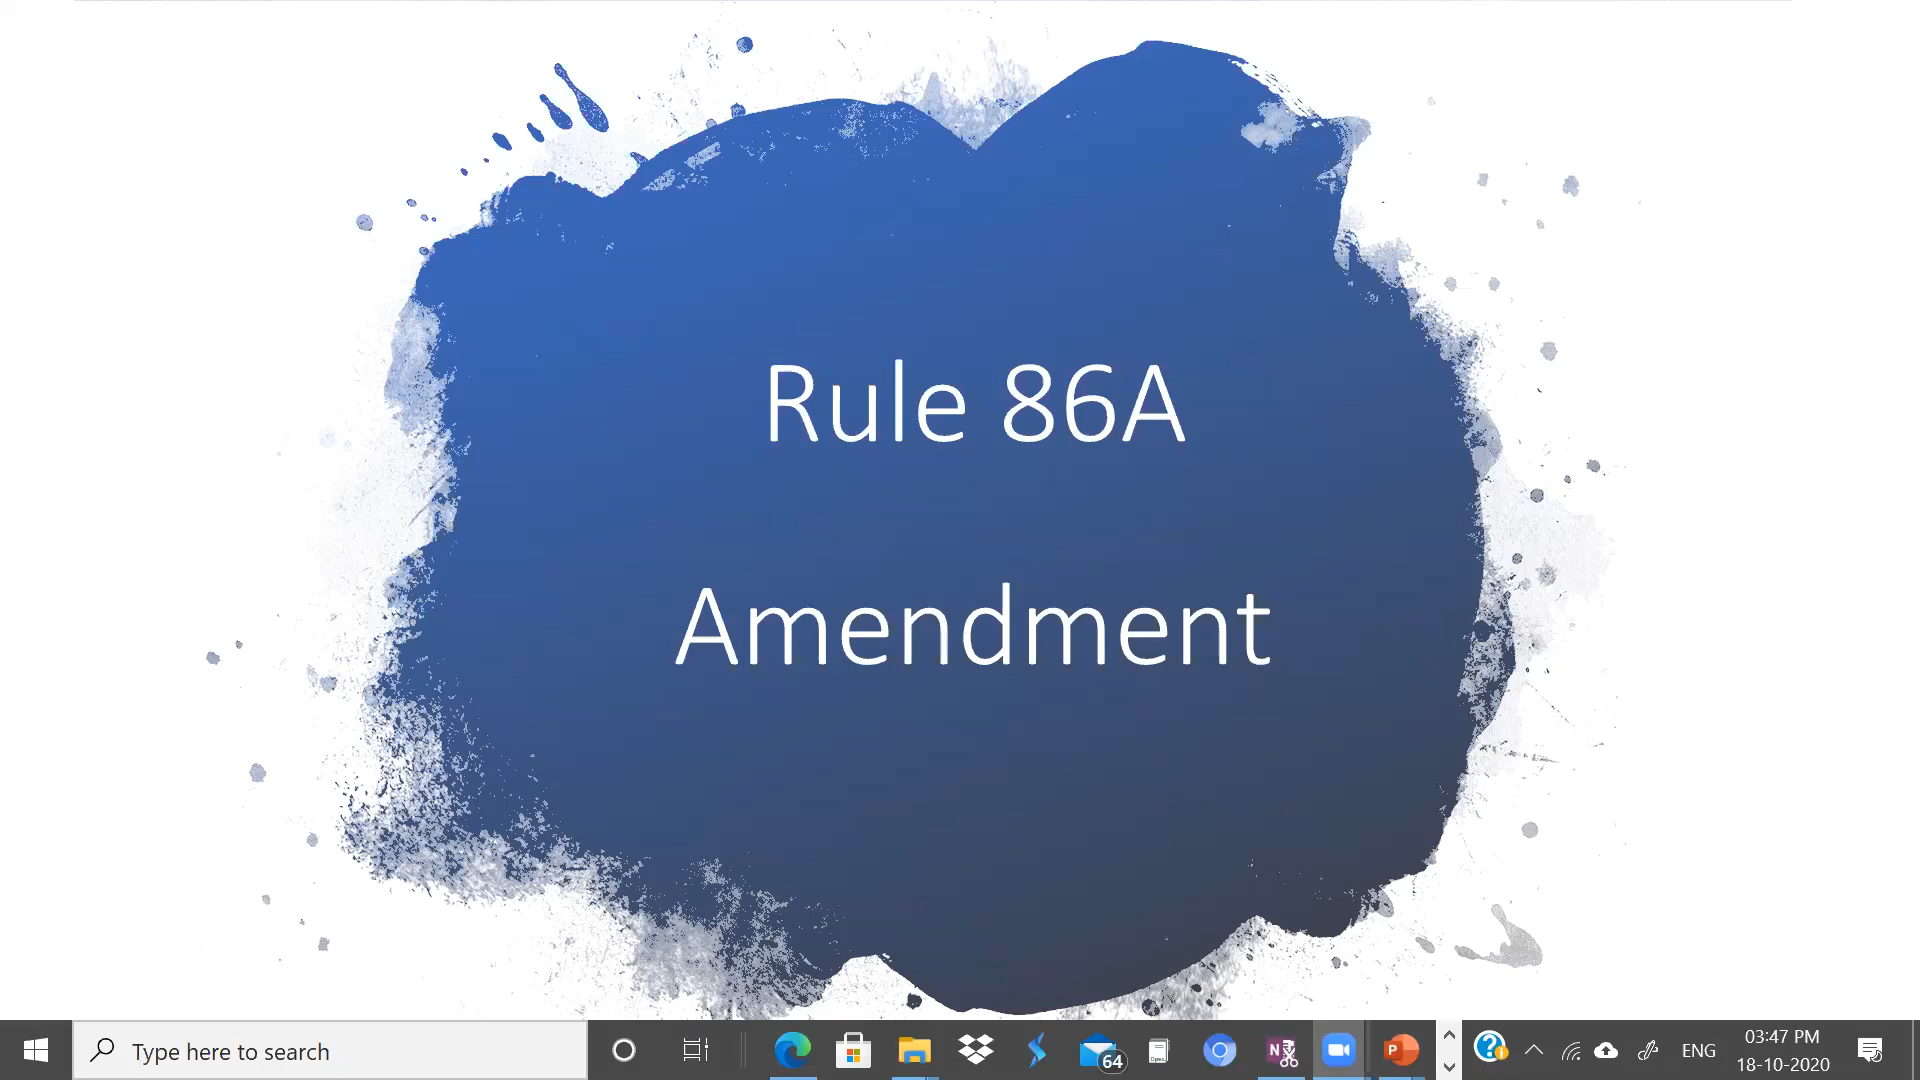 Rule 86A
Amendment
Type here to search
64
ENG
03:47 PM
18-10-2020